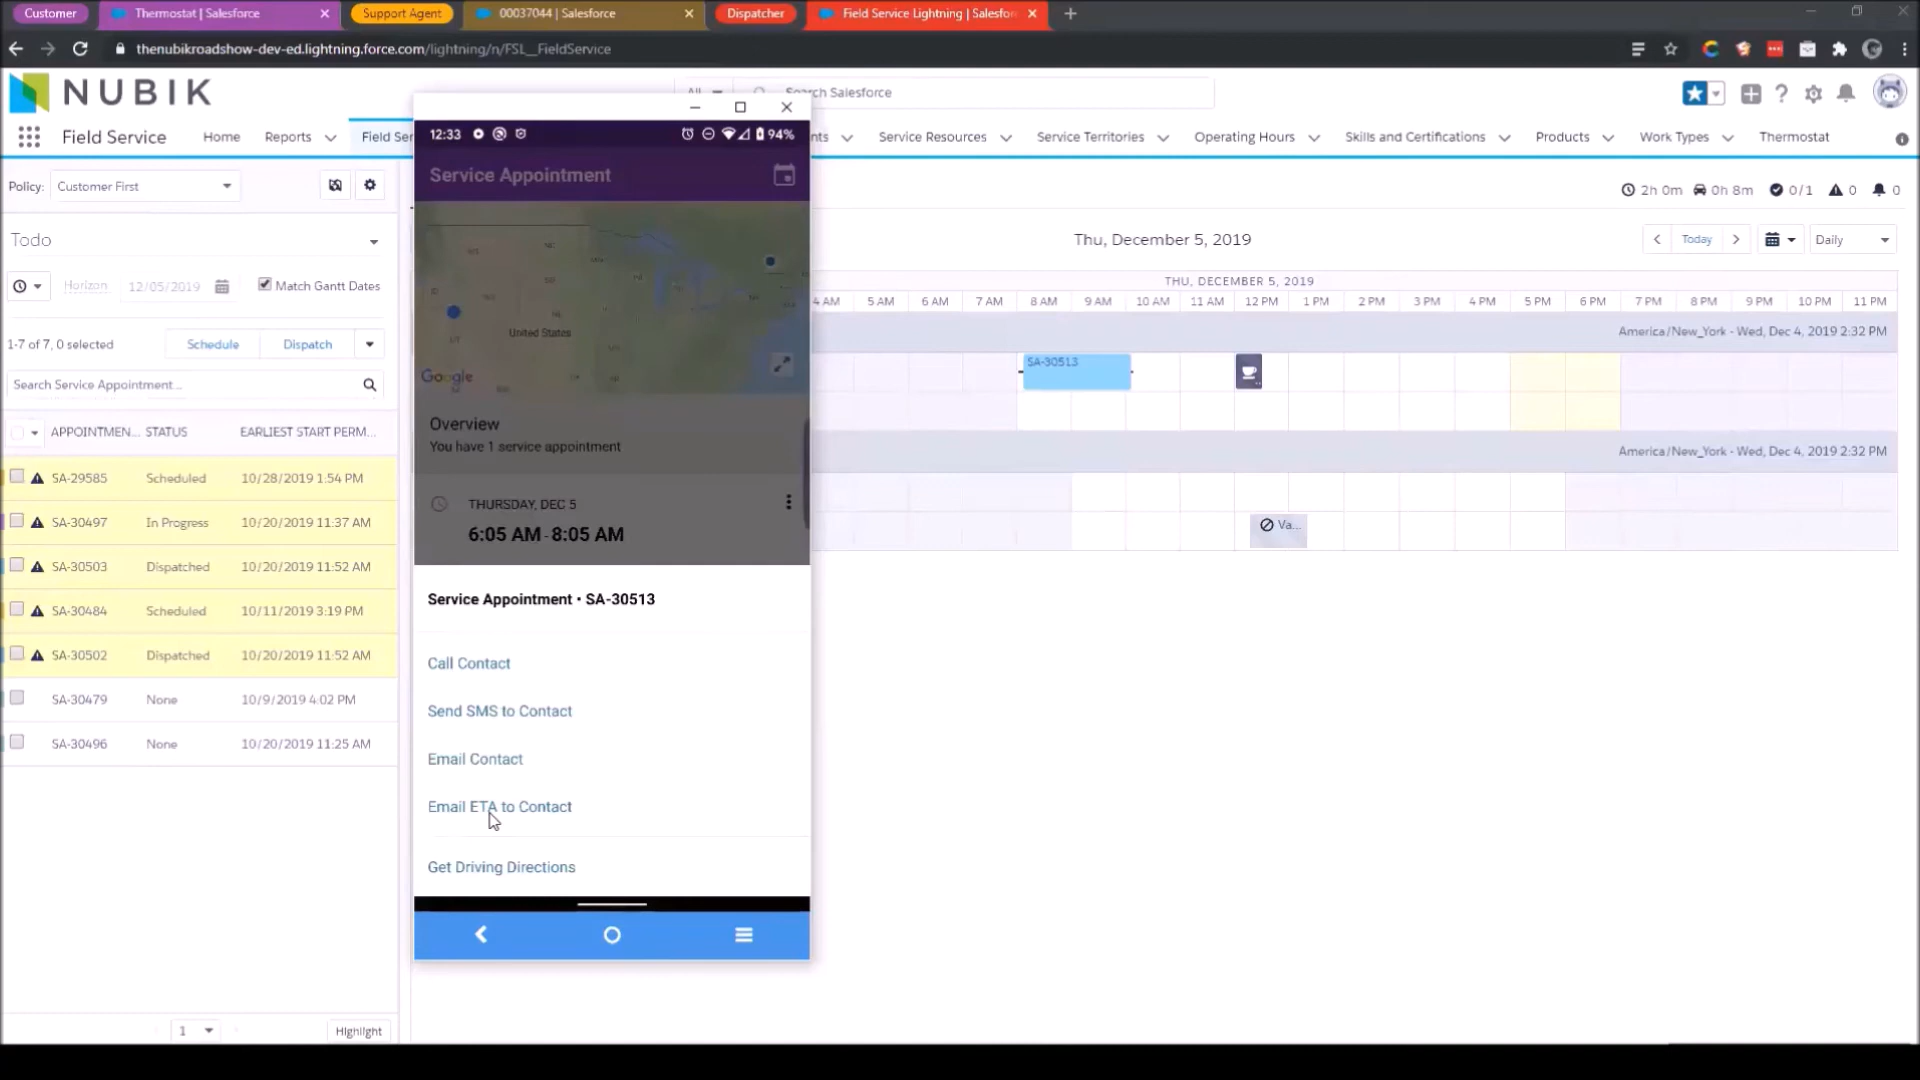 Customer
Thermostat | Salesforce
Support Agent
00037044 | Salesforce
Dispatcher
Field Service Lightning | Salesfo
thenubikroadshow-dev-ed.lightning.force.com/lightning/n/FSL__FieldService
NUBIK
All
Search Salesforce
Field Service
Home
Reports
Field Ser
nts
Service Resources
Service Territories
Operating Hours
Skills and Certifications
Products
Work Types
Thermostat
Policy:
Customer First
2h 0m
0h 8m
0/1
0
0
Todo
Thu, December 5, 2019
Today
Daily
Horizon
12/05/2019
Match Gantt Dates
THU, DECEMBER 5, 2019
4 AM 5 AM 6 AM 7 AM 8 AM 9 AM 10 AM 11 AM 12 PM 1 PM 2 PM 3 PM 4 PM 5 PM 6 PM 7 PM 8 PM 9 PM 10 PM 11 PM
1-7 of 7, 0 selected
Schedule
Dispatch
America/New_York - Wed, Dec 4, 2019 2:32 PM
SA-30513
Search Service Appointment ...
APPOINTMEN... STATUS EARLIEST START PERM...
America/New_York - Wed, Dec 4, 2019 2:32 PM
Va...
SA-29585 Scheduled 10/28/2019 1:54 PM
SA-30497 In Progress 10/20/2019 11:37 AM
SA-30503 Dispatched 10/20/2019 11:52 AM
SA-30484 Scheduled 10/11/2019 3:19 PM
SA-30502 Dispatched 10/20/2019 11:52 AM
SA-30479 None 10/9/2019 4:02 PM
SA-30496 None 10/20/2019 11:25 AM
1
Highlight
12:33
94%
Service Appointment
United States
Google
Overview
You have 1 service appointment
THURSDAY, DEC 5
6:05 AM - 8:05 AM
Service Appointment • SA-30513
Call Contact
Send SMS to Contact
Email Contact
Email ETA to Contact
Get Driving Directions